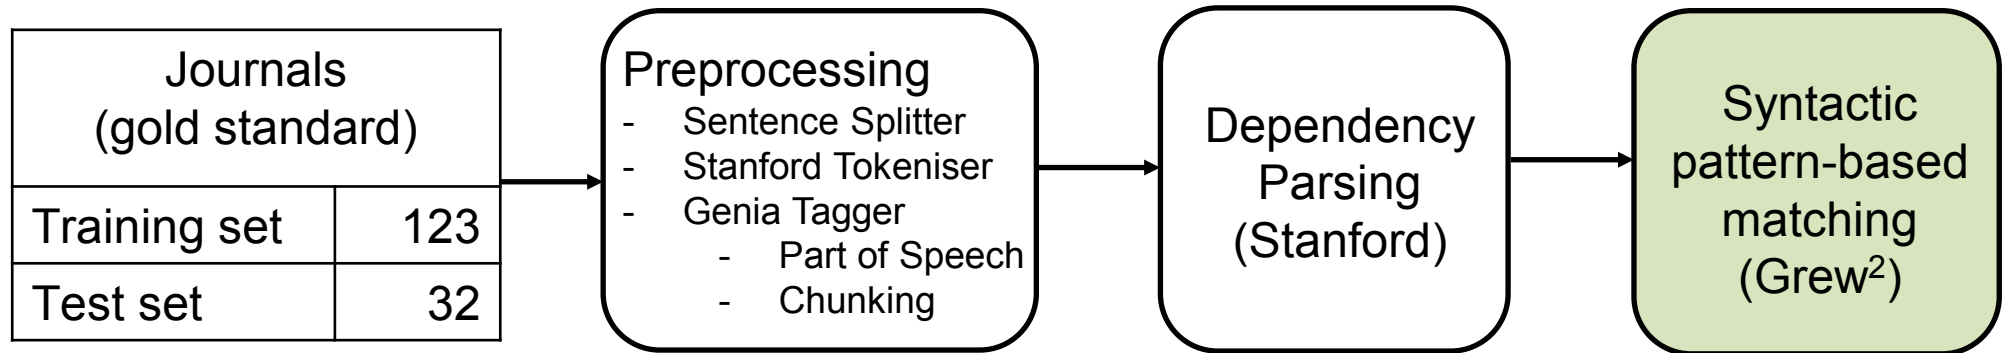 Journals
(gold standard)
Training set 123
Test set 32
Preprocessing
- Sentence Splitter
- Stanford Tokeniser
- Genia Tagger
- Part of Speech
- Chunking
Dependency
Parsing
(Stanford)
Syntactic
pattern-based
matching
(Grew²)